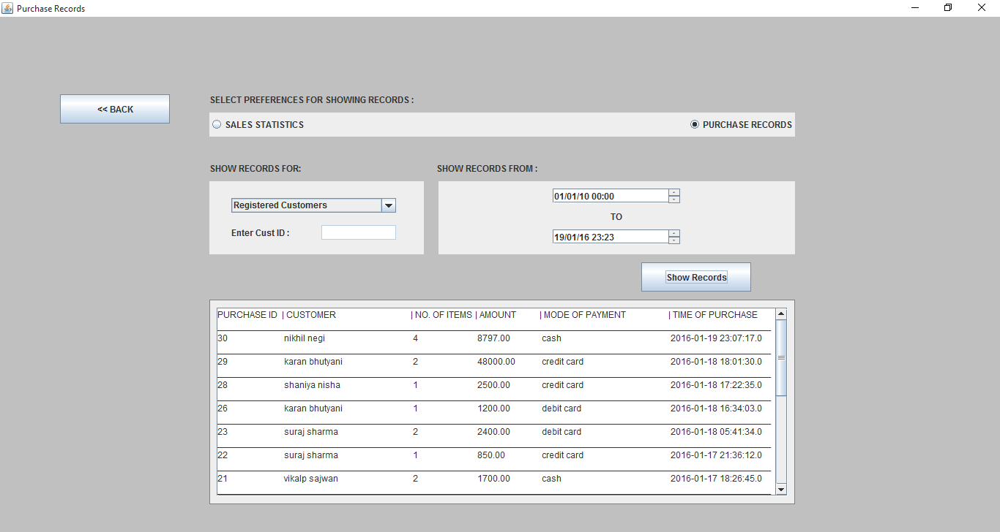 Purchase Records
<< BACK
SELECT PREFERENCES FOR SHOWING RECORDS :
SALES STATISTICS PURCHASE RECORDS
SHOW RECORDS FOR: SHOW RECORDS FROM :
Registered Customers
Enter Cust ID :
01/01/10 00:00
TO
19/01/16 23:23
Show Records
PURCHASE ID | CUSTOMER | NO. OF ITEMS | AMOUNT | MODE OF PAYMENT | TIME OF PURCHASE
30 nikhil negi 4 8797.00 cash 2016-01-19 23:07:17.0
29 karan bhutyani 2 48000.00 credit card 2016-01-18 18:01:30.0
28 shaniya nisha 1 2500.00 credit card 2016-01-18 17:22:35.0
26 karan bhutyani 1 1200.00 debit card 2016-01-18 16:34:03.0
23 suraj sharma 2 2400.00 debit card 2016-01-18 05:41:34.0
22 suraj sharma 1 850.00 credit card 2016-01-17 21:36:12.0
21 vikalp sajwan 2 1700.00 cash 2016-01-17 18:26:45.0